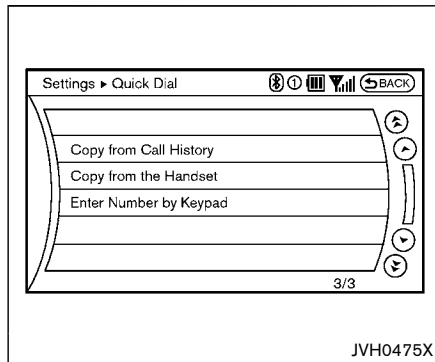 Settings ▸ Quick Dial 1 BACK
Copy from Call History
Copy from the Handset
Enter Number by Keypad
3/3
JVH0475X